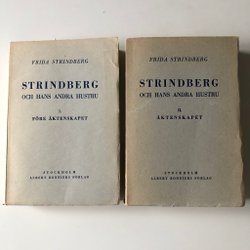 FRIDA STRINDBERG
STRINDBERG
OCH HANS ANDRA HUSTRU
I
FÖRE ÄKTENSKAPET
STOCKHOLM
ALBERT BONNIERS FÖRLAG
FRIDA STRINDBERG
STRINDBERG
OCH HANS ANDRA HUSTRU
II
ÄKTENSKAPET
STOCKHOLM
ALBERT BONNIERS FÖRLAG